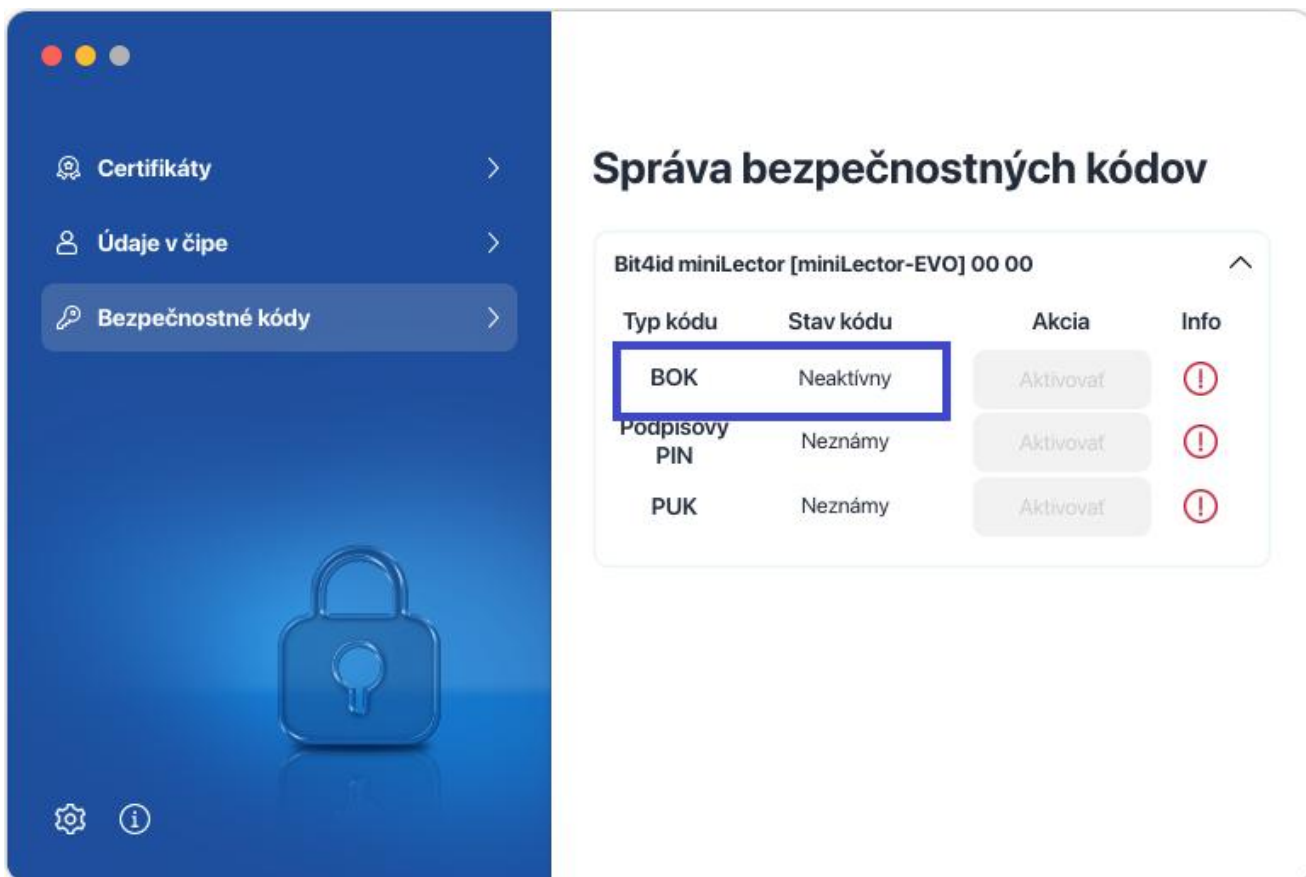 Certifikáty
Údaje v čipe
Bezpečnostné kódy
Správa bezpečnostných kódov
Bit4id miniLector [miniLector-EVO] 00 00
Typ kódu Stav kódu Akcia Info
BOK Neaktívny Aktivovať
Podpisový
PIN Neznámy Aktivovať
PUK Neznámy Aktivovať